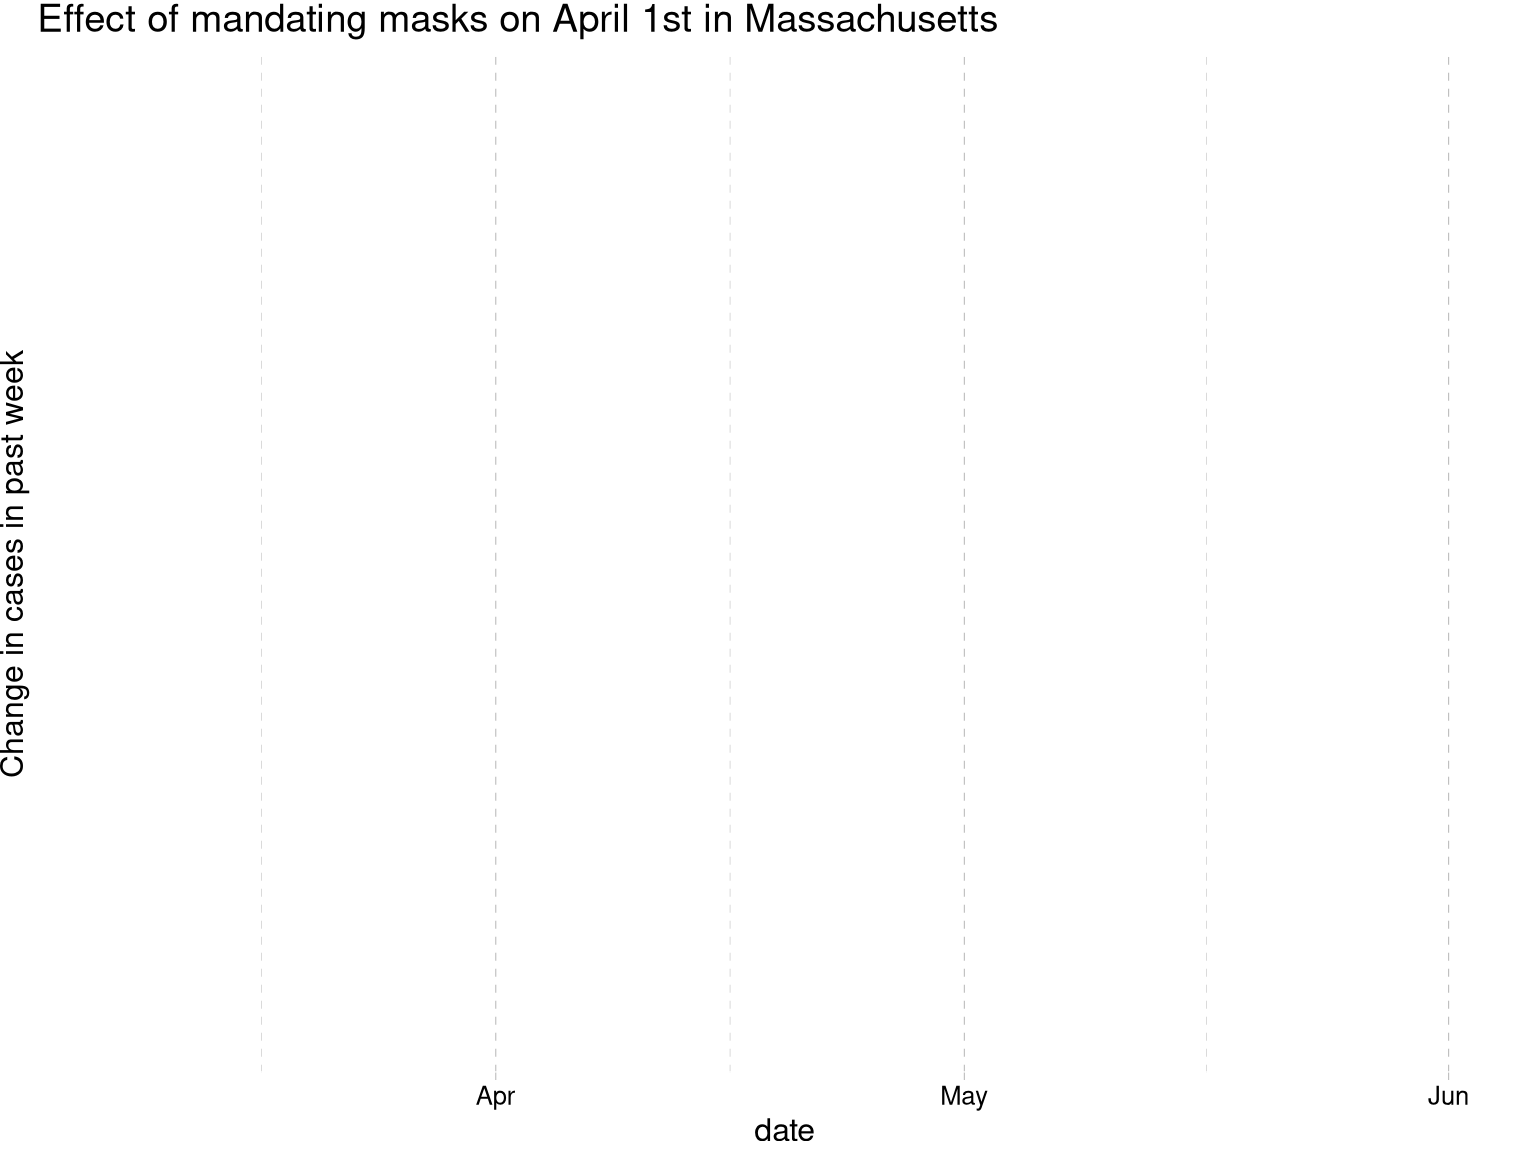 Effect of mandating masks on April 1st in Massachusetts
Change in cases in past week
Apr
May
Jun
date